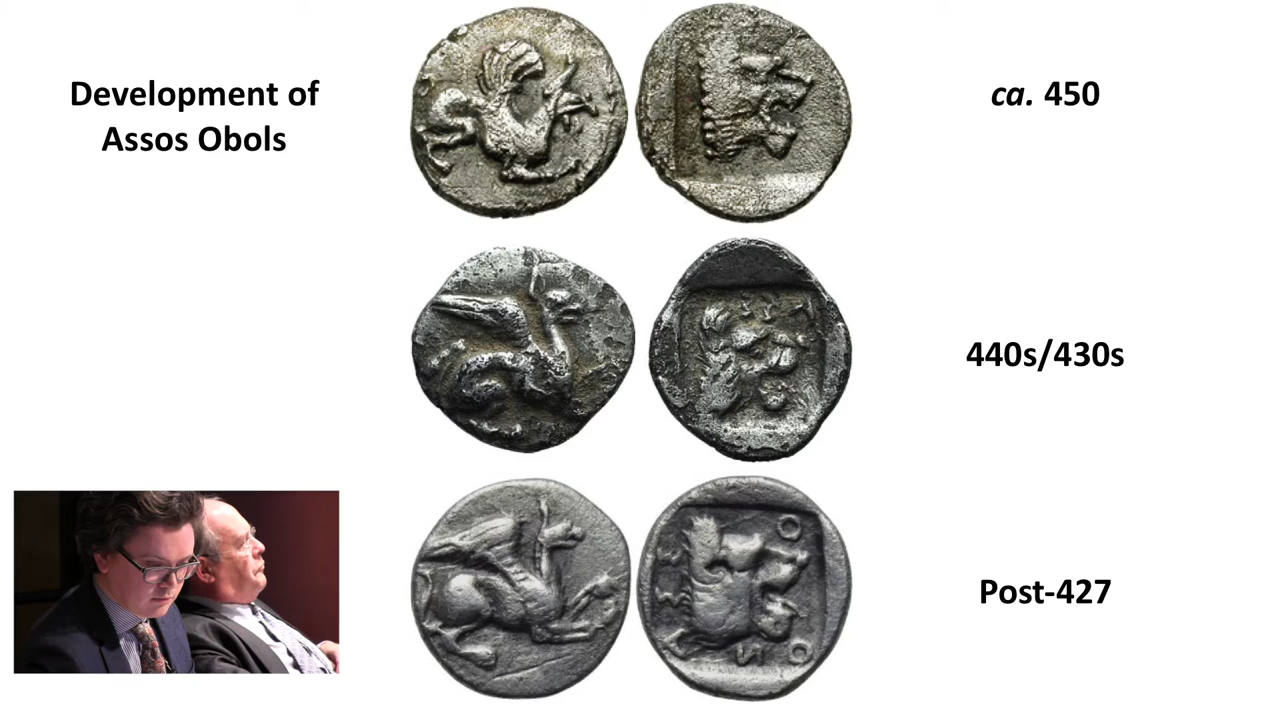 Development of
Assos Obols
ca. 450
440s/430s
Post-427